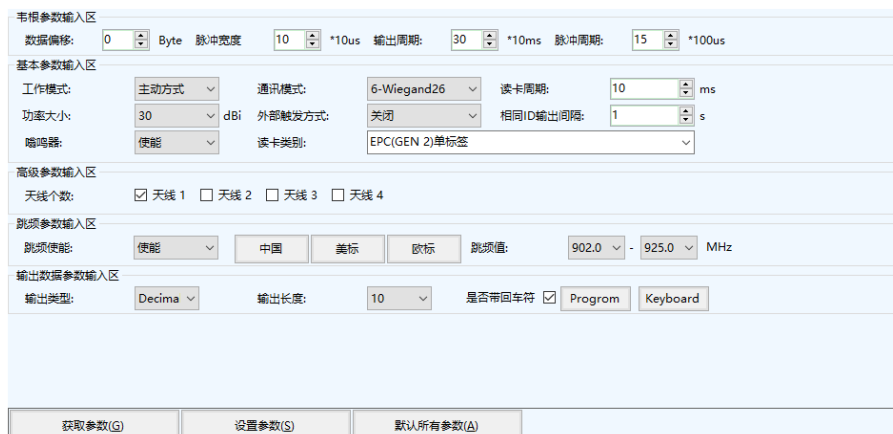 韦根参数输入区
数据偏移: 0 Byte 脉冲宽度 10 *10us 输出周期: 30 *10ms 脉冲周期: 15 *100us
基本参数输入区
工作模式: 主动方式 通讯模式: 6-Wiegand26 读卡周期: 10 ms
功率大小: 30 dBi 外部触发方式: 关闭 相同ID输出间隔: 1 s
嗡鸣器: 使能 读卡类别: EPC(GEN 2)单标签
高级参数输入区
天线个数: 天线 1 天线 2 天线 3 天线 4
跳频参数输入区
跳频使能: 使能 中国 美标 欧标 跳频值: 902.0 - 925.0 MHz
输出数据参数输入区
输出类型: Decima 输出长度: 10 是否带回车符 Progrom Keyboard
获取参数(G) 设置参数(S) 默认所有参数(A)